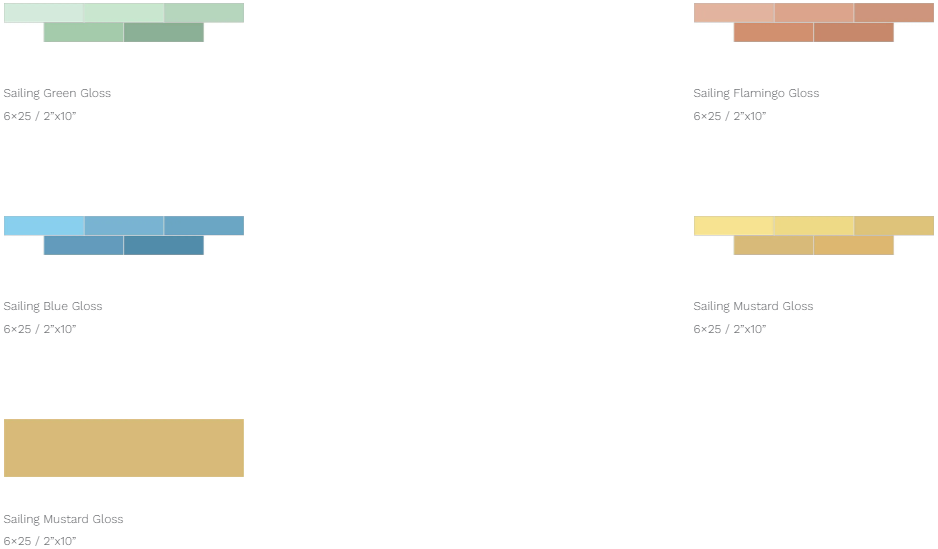 Sailing Green Gloss
6×25 / 2”x10”
Sailing Flamingo Gloss
6×25 / 2”x10”
Sailing Blue Gloss
6×25 / 2”x10”
Sailing Mustard Gloss
6×25 / 2”x10”
Sailing Mustard Gloss
6×25 / 2”x10”